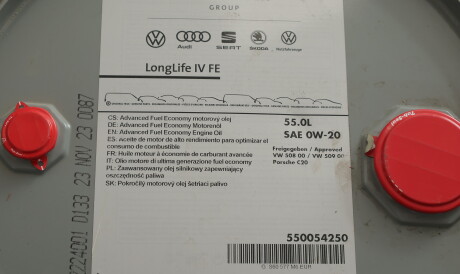 GROUP
Audi
SEAT
ŠKODA
LongLife IV FE
CS: Advanced Fuel Economy motorový olej
DE: Advanced Fuel Economy Motorenöl
EN: Advanced Fuel Economy Engine Oil
ES: Aceite de motor de alto rendimiento para optimizar el
consumo de combustible
FR: Huile moteur à économie de carburant avancée
IT: Olio motore di ultima generazione fuel economy
PL: Zaawansowany olej silnikowy zapewniający
oszczędność paliwa
SK: Pokročilý motorový olej šetriaci palivo
55.0L
SAE 0W-20
Freigegeben / Approved
VW 508 00 / VW 509 00
Porsche C20
550054250
0224001 D133 23 NOV 23 0087